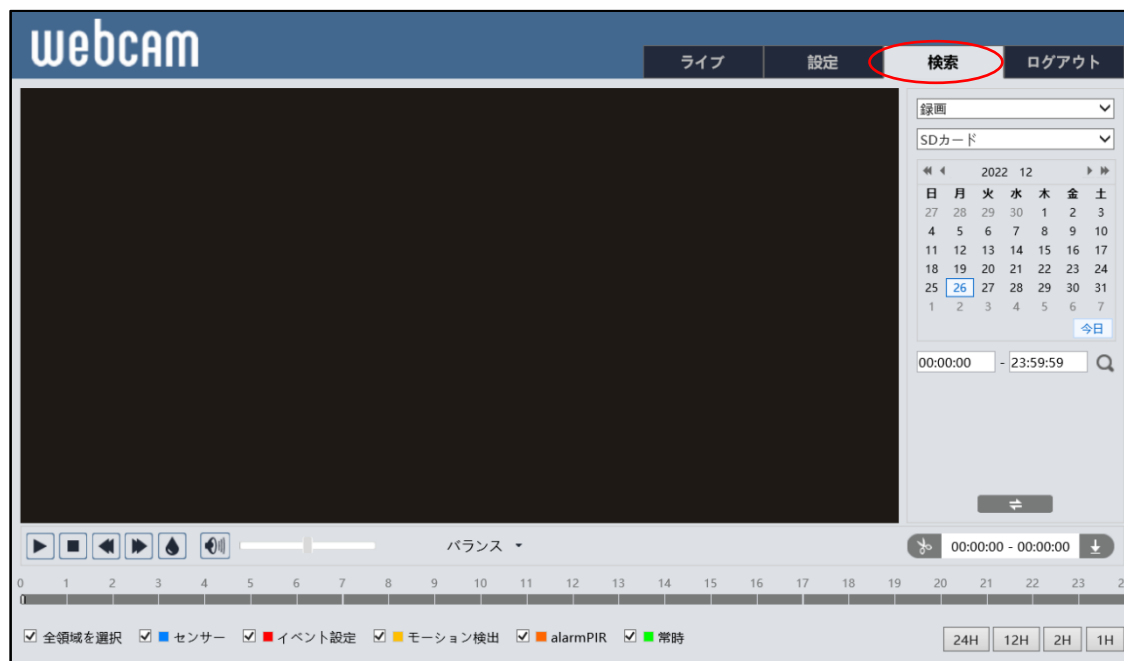 webcam
ライブ 設定 検索 ログアウト
録画
SDカード
2022 12
日 月 火 水 木 金 土
27 28 29 30 1 2 3
4 5 6 7 8 9 10
11 12 13 14 15 16 17
18 19 20 21 22 23 24
25 26 27 28 29 30 31
1 2 3 4 5 6 7
今日
00:00:00 - 23:59:59
バランス
00:00:00 - 00:00:00
0 1 2 3 4 5 6 7 8 9 10 11 12 13 14 15 16 17 18 19 20 21 22 23 2
全領域を選択 センサー イベント設定 モーション検出 alarmPIR 常時
24H 12H 2H 1H